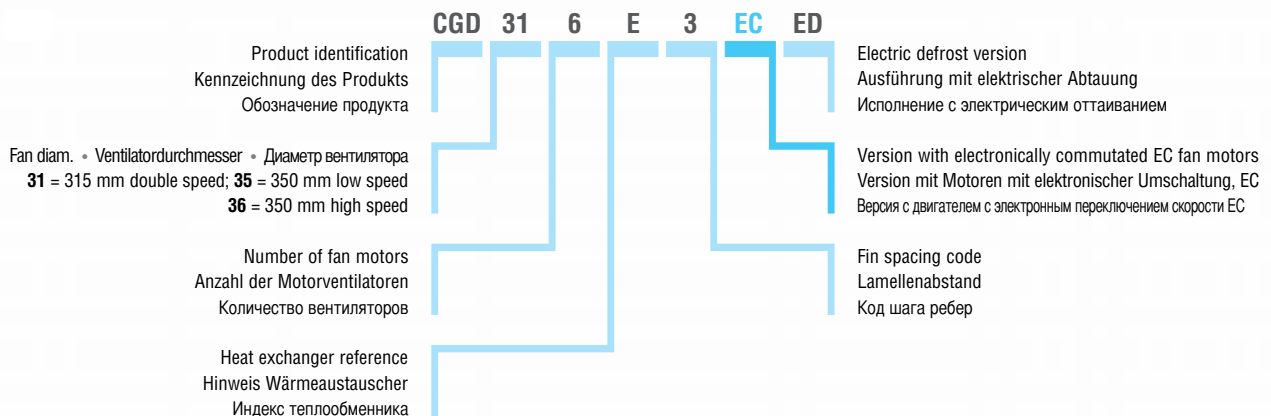 CGD 31 6 E 3 EC ED
Product identification
Kennzeichnung des Produkts
Обозначение продукта
Fan diam. • Ventilatordurchmesser • Диаметр вентилятора
31 = 315 mm double speed; 35 = 350 mm low speed
36 = 350 mm high speed
Number of fan motors
Anzahl der Motorventilatoren
Количество вентиляторов
Heat exchanger reference
Hinweis Wärmeaustauscher
Индекс теплообменника
Electric defrost version
Ausführung mit elektrischer Abtauung
Исполнение с электрическим оттаиванием
Version with electronically commutated EC fan motors
Version mit Motoren mit elektronischer Umschaltung, EC
Версия с двигателем с электронным переключением скорости EC
Fin spacing code
Lamellenabstand
Код шага ребер